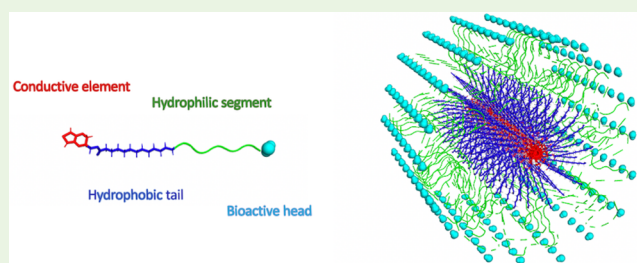 Conductive element
Hydrophilic segment
Hydrophobic tail
Bioactive head